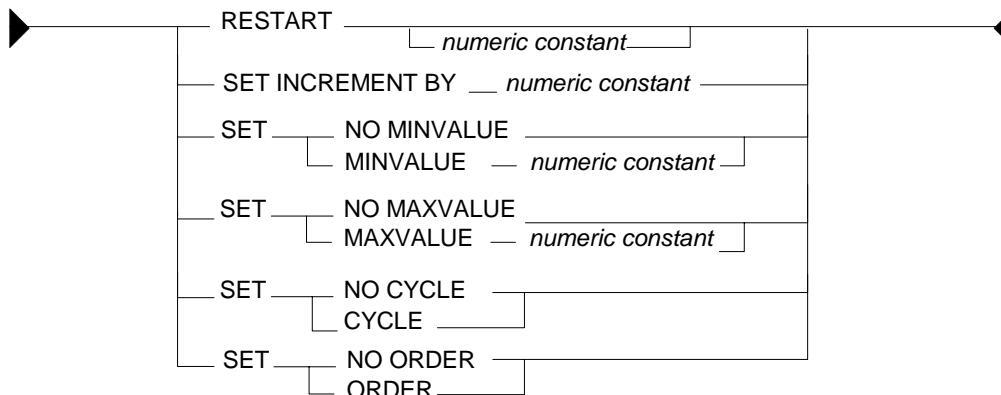 RESTART
numeric constant
SET INCREMENT BY numeric constant
SET NO MINVALUE
MINVALUE numeric constant
SET NO MAXVALUE
MAXVALUE numeric constant
SET NO CYCLE
CYCLE
SET NO ORDER
ORDER